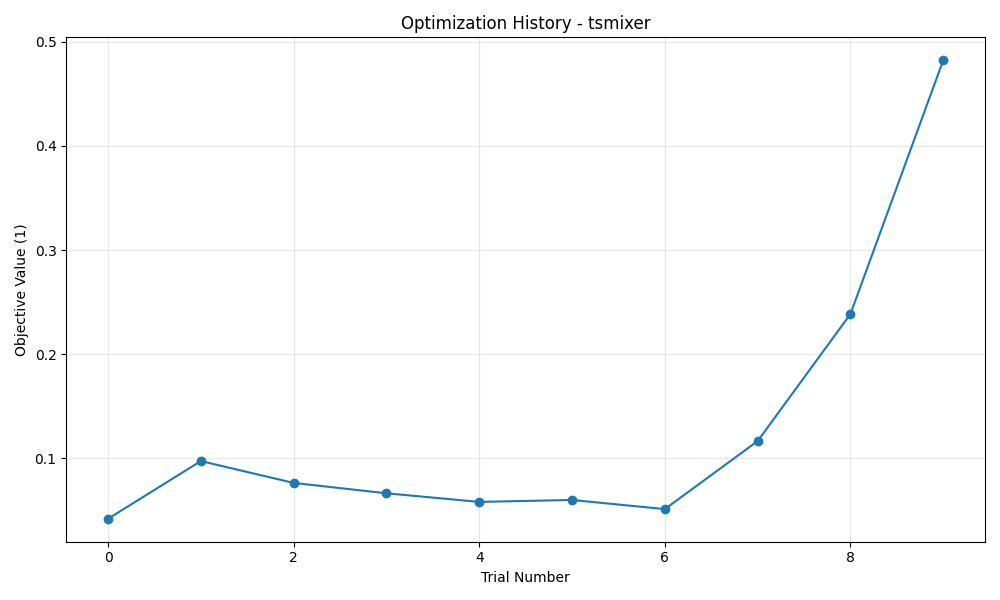 Optimization History - tsmixer
0.5
0.4
0.3
0.2
0.1
Objective Value (1)
0 2 4 6 8
Trial Number